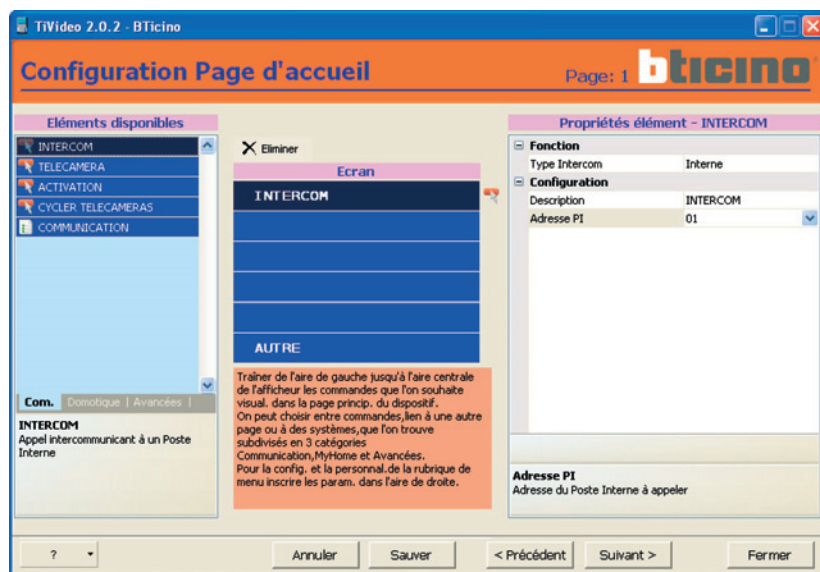 TiVideo 2.0.2 - BTicino
Configuration Page d'accueil
Page: 1
bticino
Eléments disponibles
INTERCOM
TELECAMERA
ACTIVATION
CYCLER TELECAMERAS
COMMUNICATION
Com. Domotique | Avancées |
INTERCOM
Appel intercommunicant à un Poste
Interne
Eliminer
Ecran
INTERCOM
AUTRE
Traîner de l'aire de gauche jusqu'à l'aire centrale
de l'afficheur les commandes que l'on souhaite
visual. dans la page princip. du dispositif.
On peut choisir entre commandes,lien à une autre
page ou à des systèmes,que l'on trouve
subdivisés en 3 catégories
Communication,MyHome et Avancées.
Pour la config. et la personnal.de la rubrique de
menu inscrire les param. dans l'aire de droite.
Propriétés élément - INTERCOM
Fonction
Type Intercom Interne
Configuration
Description INTERCOM
Adresse PI 01
Adresse PI
Adresse du Poste Interne à appeler
?
Annuler
Sauver
< Précédent
Suivant >
Fermer